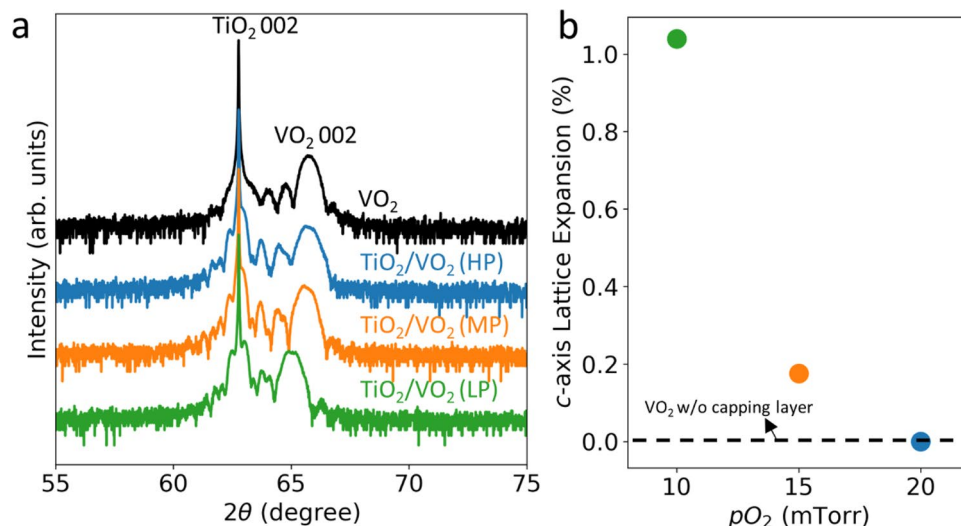 a
TiO₂ 002
VO₂ 002
VO₂
TiO₂/VO₂ (HP)
TiO₂/VO₂ (MP)
TiO₂/VO₂ (LP)
Intensity (arb. units)
55 60 65 70 75
2θ (degree)
b
1.0
0.8
0.6
0.4
0.2
0.0
VO₂ w/o capping layer
c-axis Lattice Expansion (%)
10 15 20
pO₂ (mTorr)